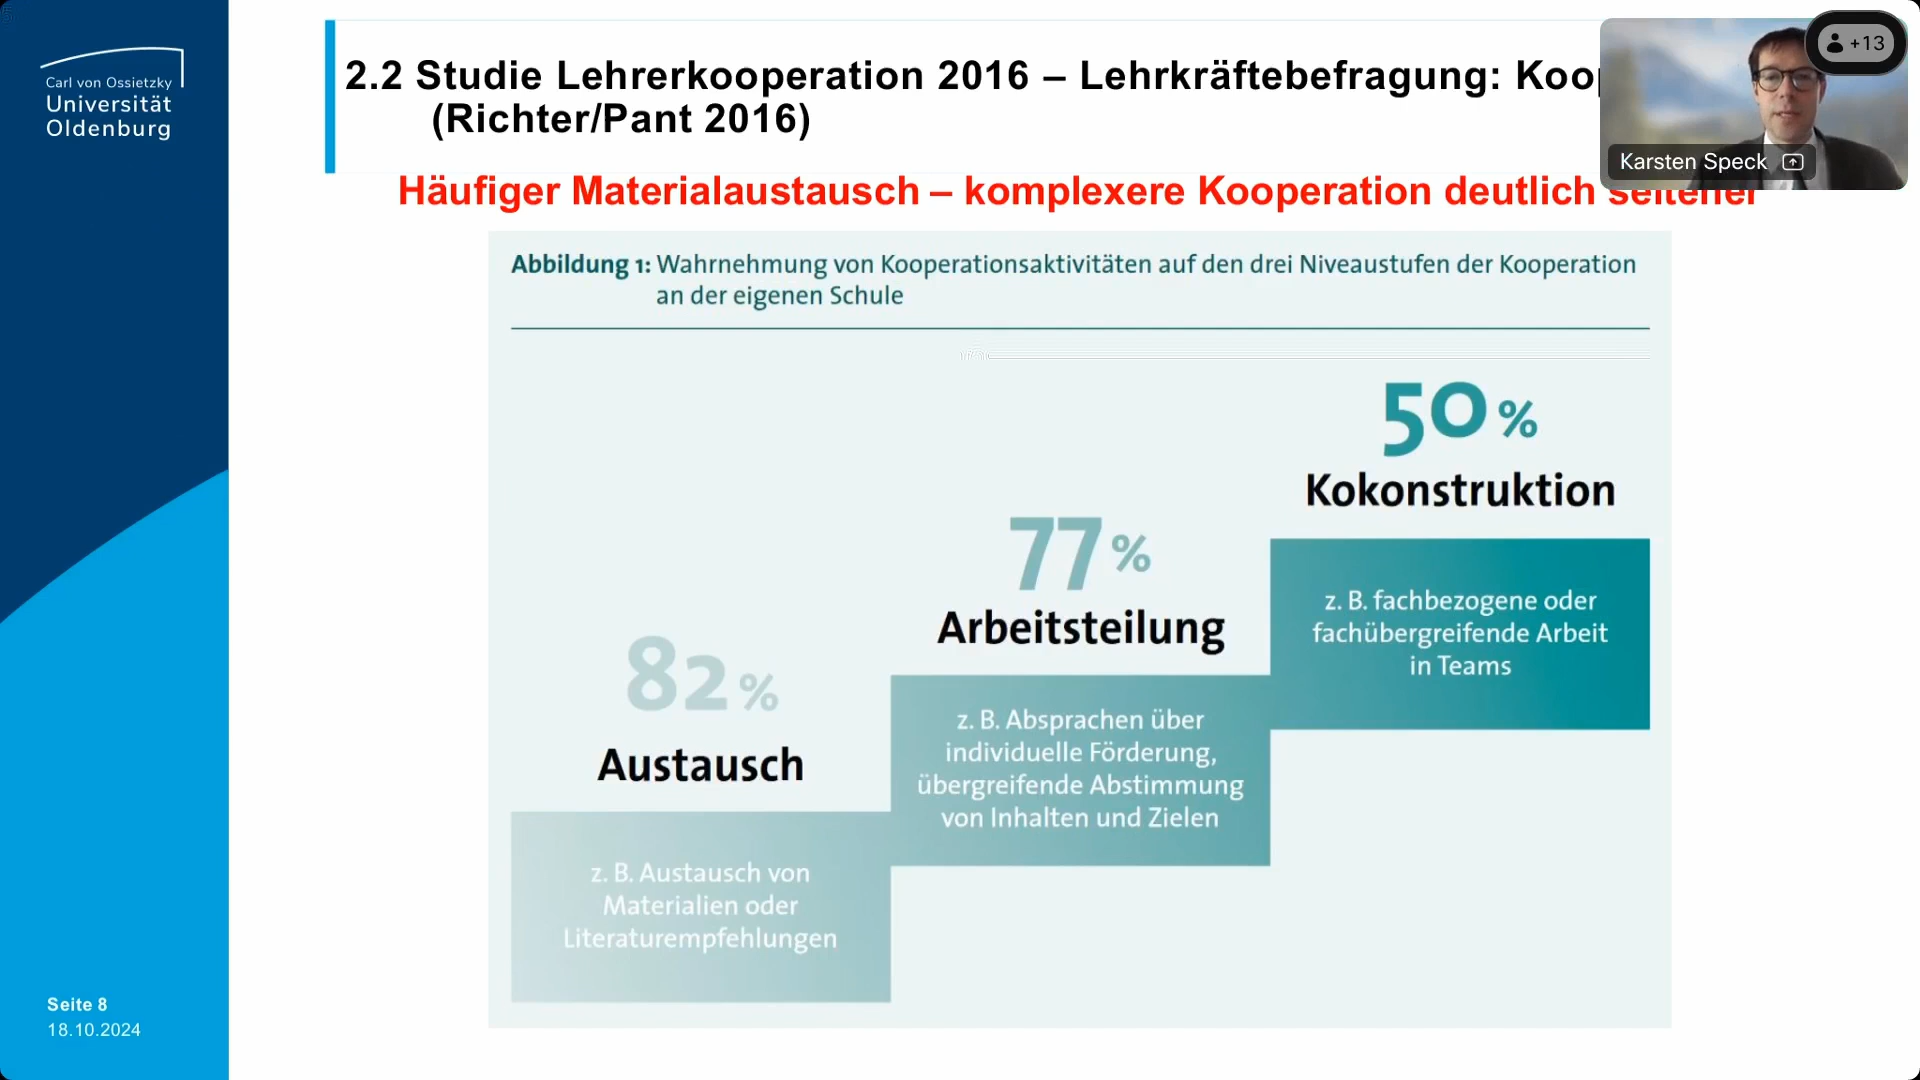 Carl von Ossietzky
Universität
Oldenburg
2.2 Studie Lehrerkooperation 2016 – Lehrkräftebefragung:
(Richter/Pant 2016)
+13
Karsten Speck
Häufiger Materialaustausch – komplexere Kooperation deutlich seltener
Abbildung 1: Wahrnehmung von Kooperationsaktivitäten auf den drei Niveaustufen der Kooperation
an der eigenen Schule
50 %
Kokonstruktion
z. B. fachbezogene oder
fachübergreifende Arbeit
in Teams
77 %
Arbeitsteilung
z. B. Absprachen über
individuelle Förderung,
übergreifende Abstimmung
von Inhalten und Zielen
82 %
Austausch
z. B. Austausch von
Materialien oder
Literaturempfehlungen
Seite 8
18.10.2024